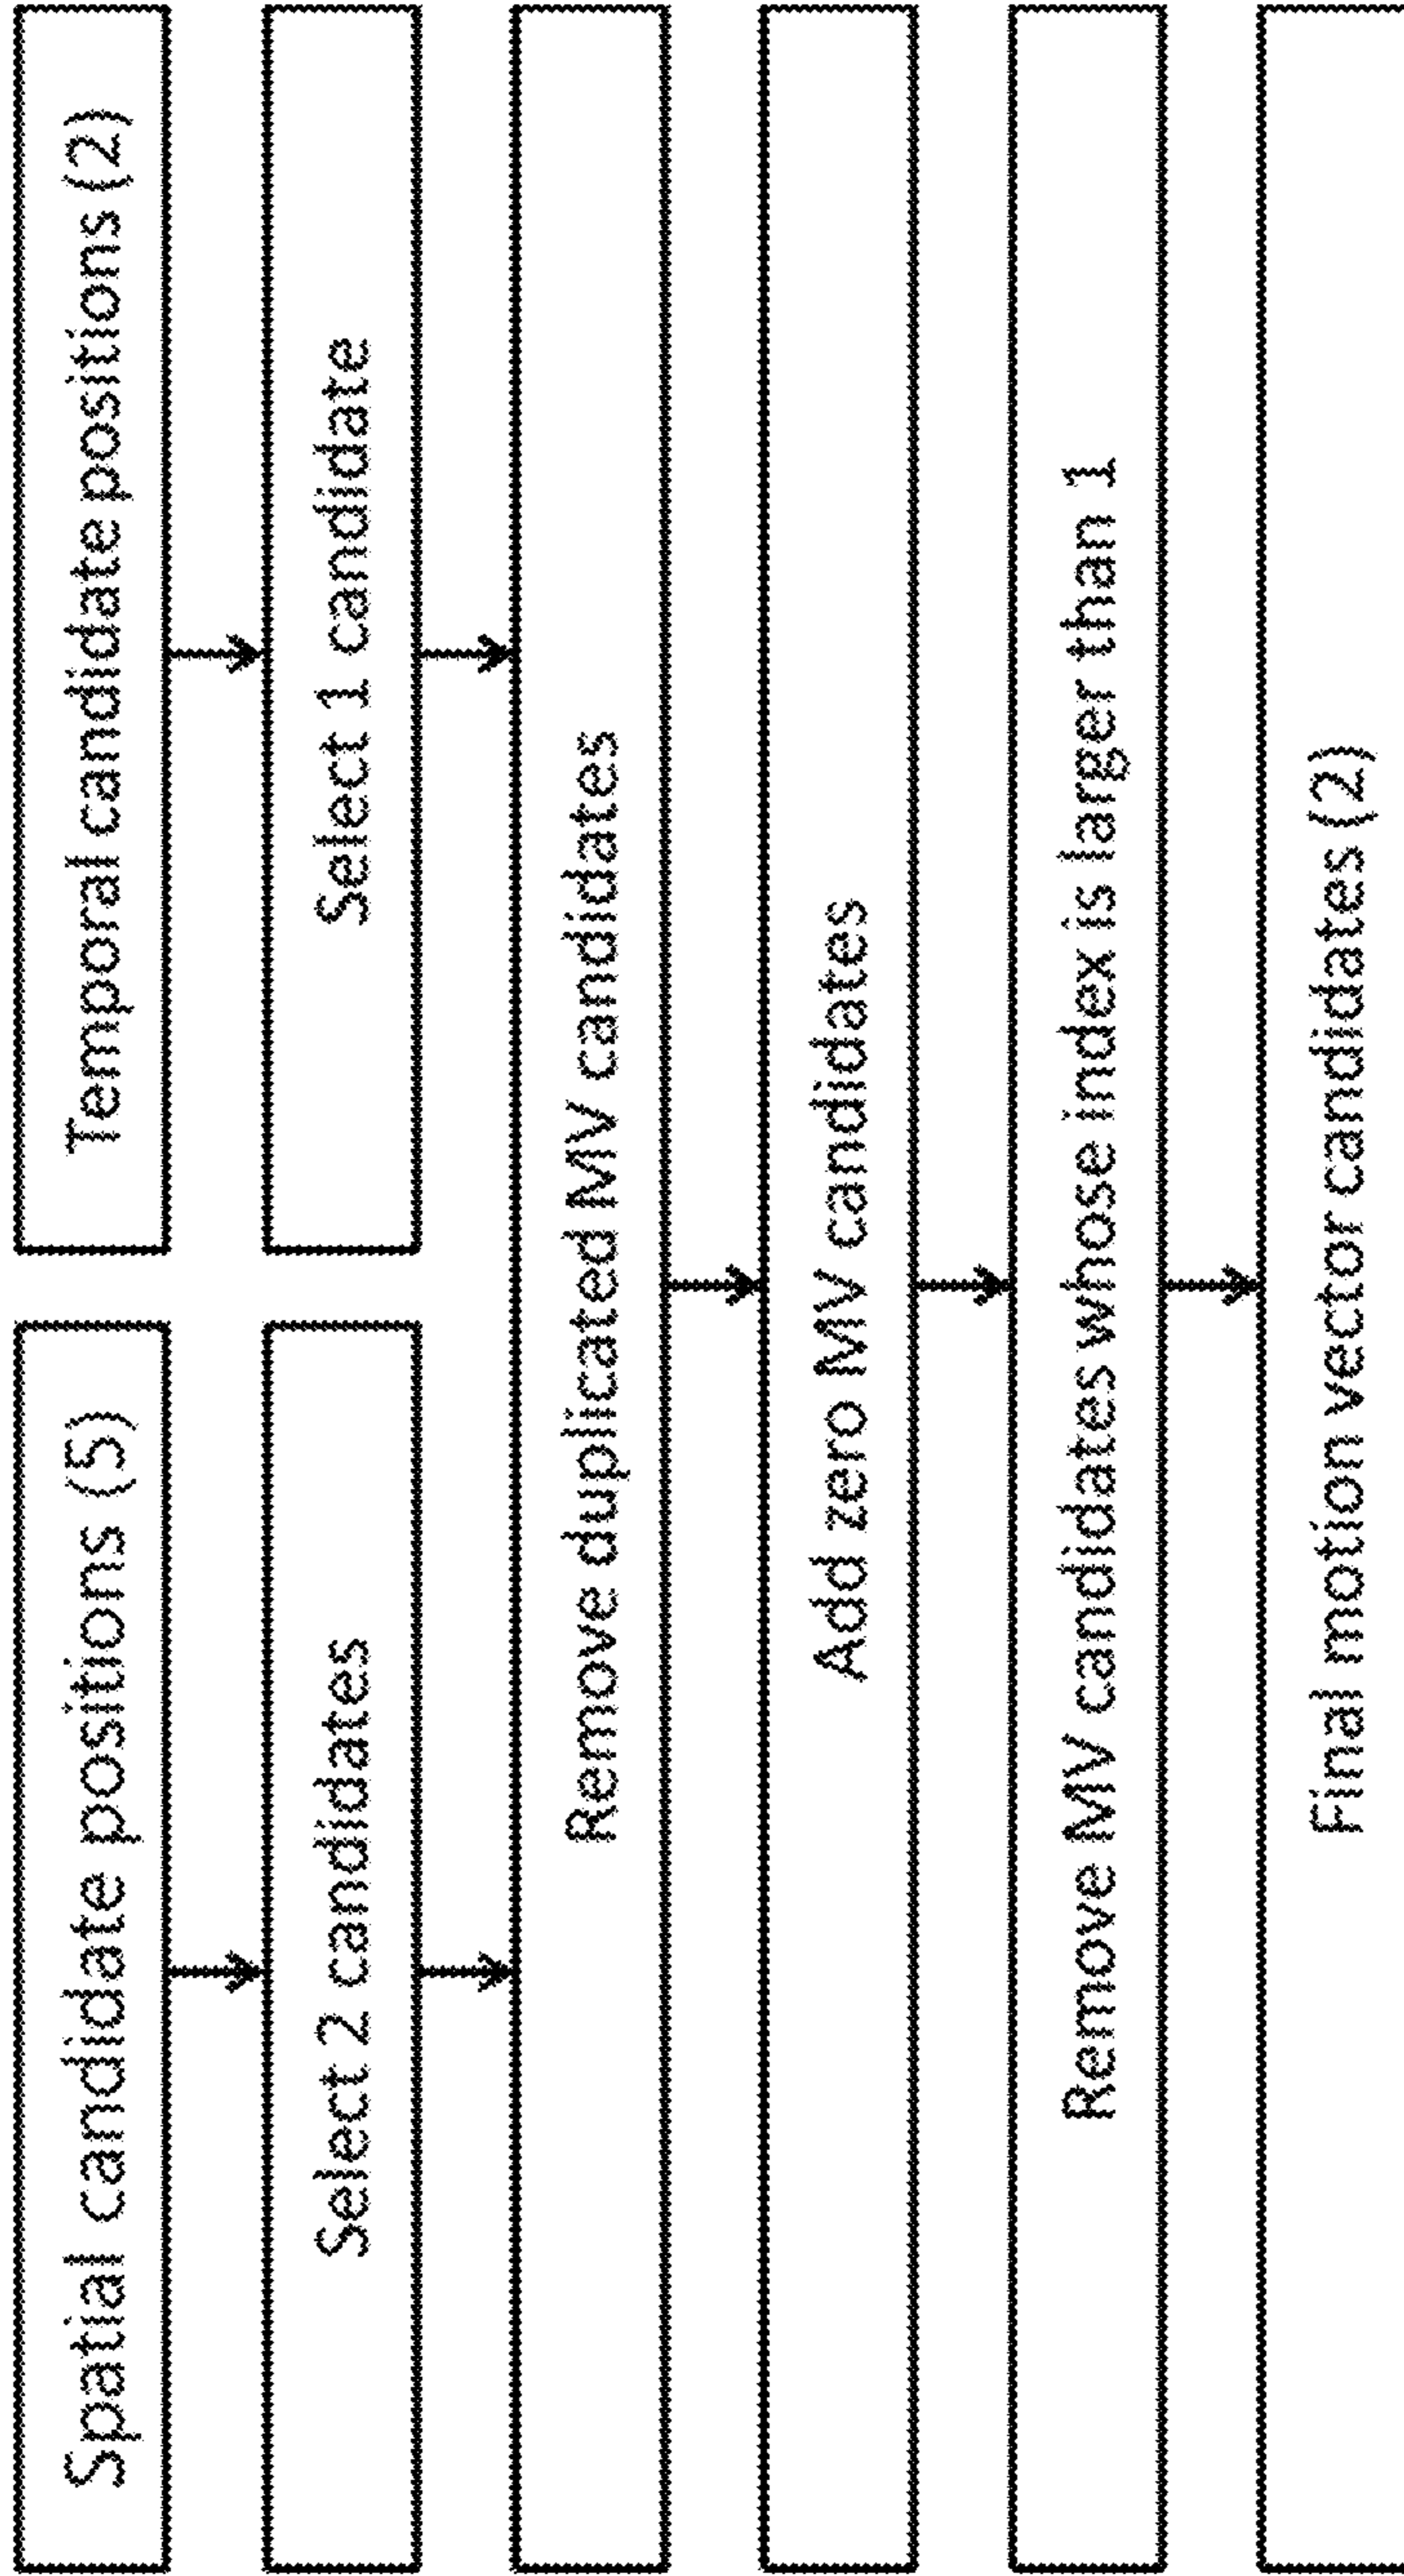 Spatial candidate positions (5)
Temporal candidate positions (2)
Select 2 candidates
Select 1 candidate
Remove duplicated MV candidates
Add zero MV candidates
Remove MV candidates whose index is larger than 1
Final motion vector candidates (2)